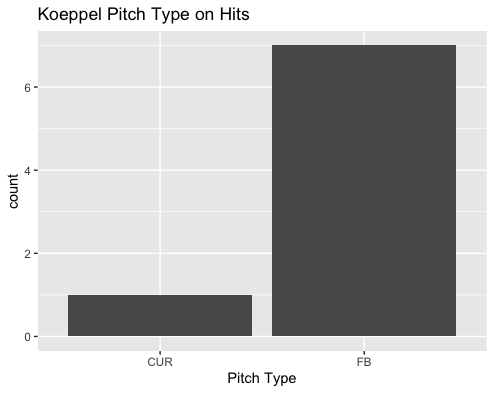 Koeppel Pitch Type on Hits
count
6
4
2
0
CUR FB
Pitch Type